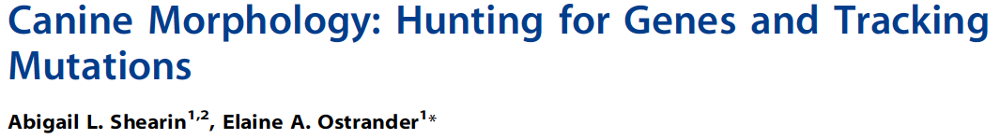 Canine Morphology: Hunting for Genes and Tracking
Mutations
Abigail L. Shearin1,2, Elaine A. Ostrander1*